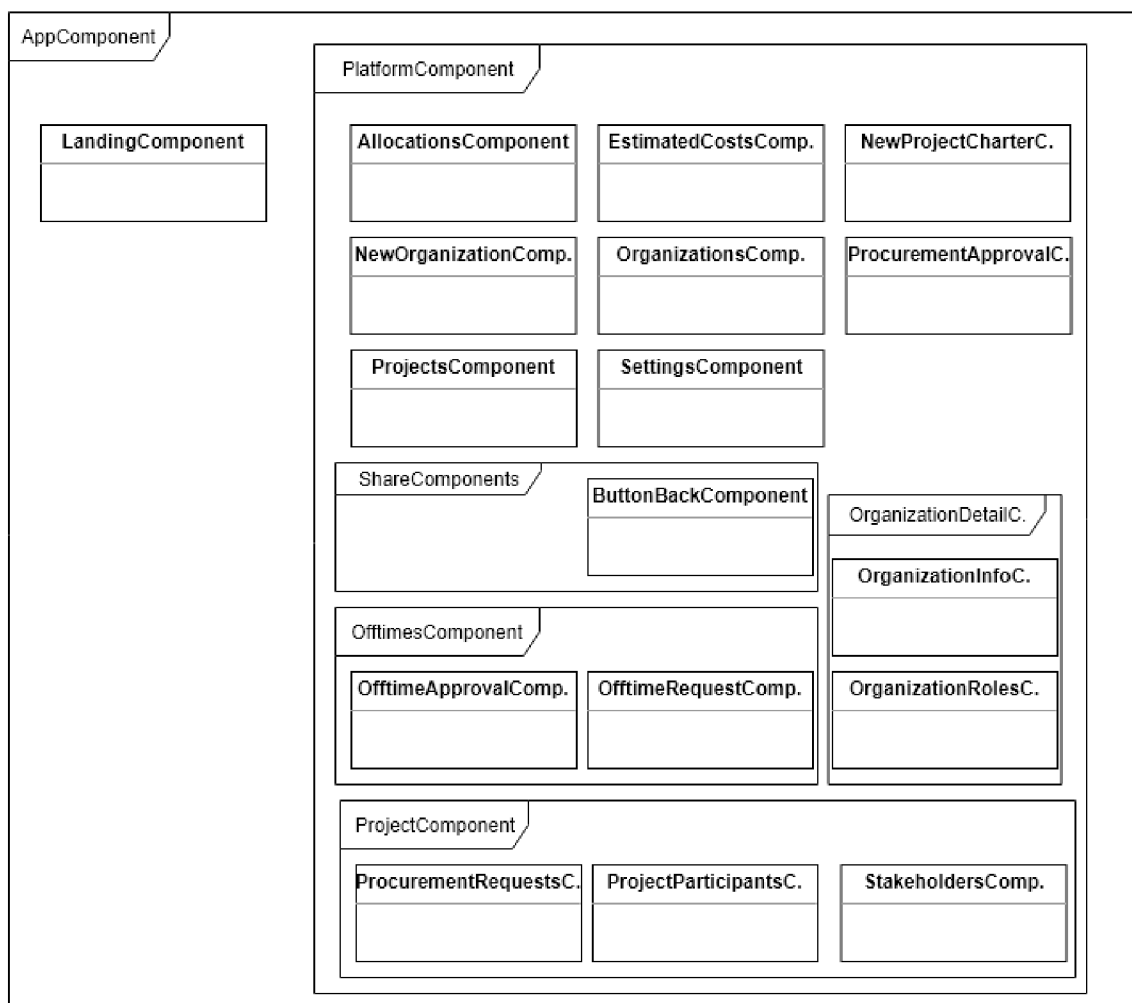 AppComponent
PlatformComponent
LandingComponent
AllocationsComponent
EstimatedCostsComp.
NewProjectCharterC.
NewOrganizationComp.
OrganizationsComp.
ProcurementApprovalC.
ProjectsComponent
SettingsComponent
ShareComponents
ButtonBackComponent
OrganizationDetailC.
OrganizationInfoC.
OfftimesComponent
OfftimeApprovalComp.
OfftimeRequestComp.
OrganizationRolesC.
ProjectComponent
ProcurementRequestsC.
ProjectParticipantsC.
StakeholdersComp.